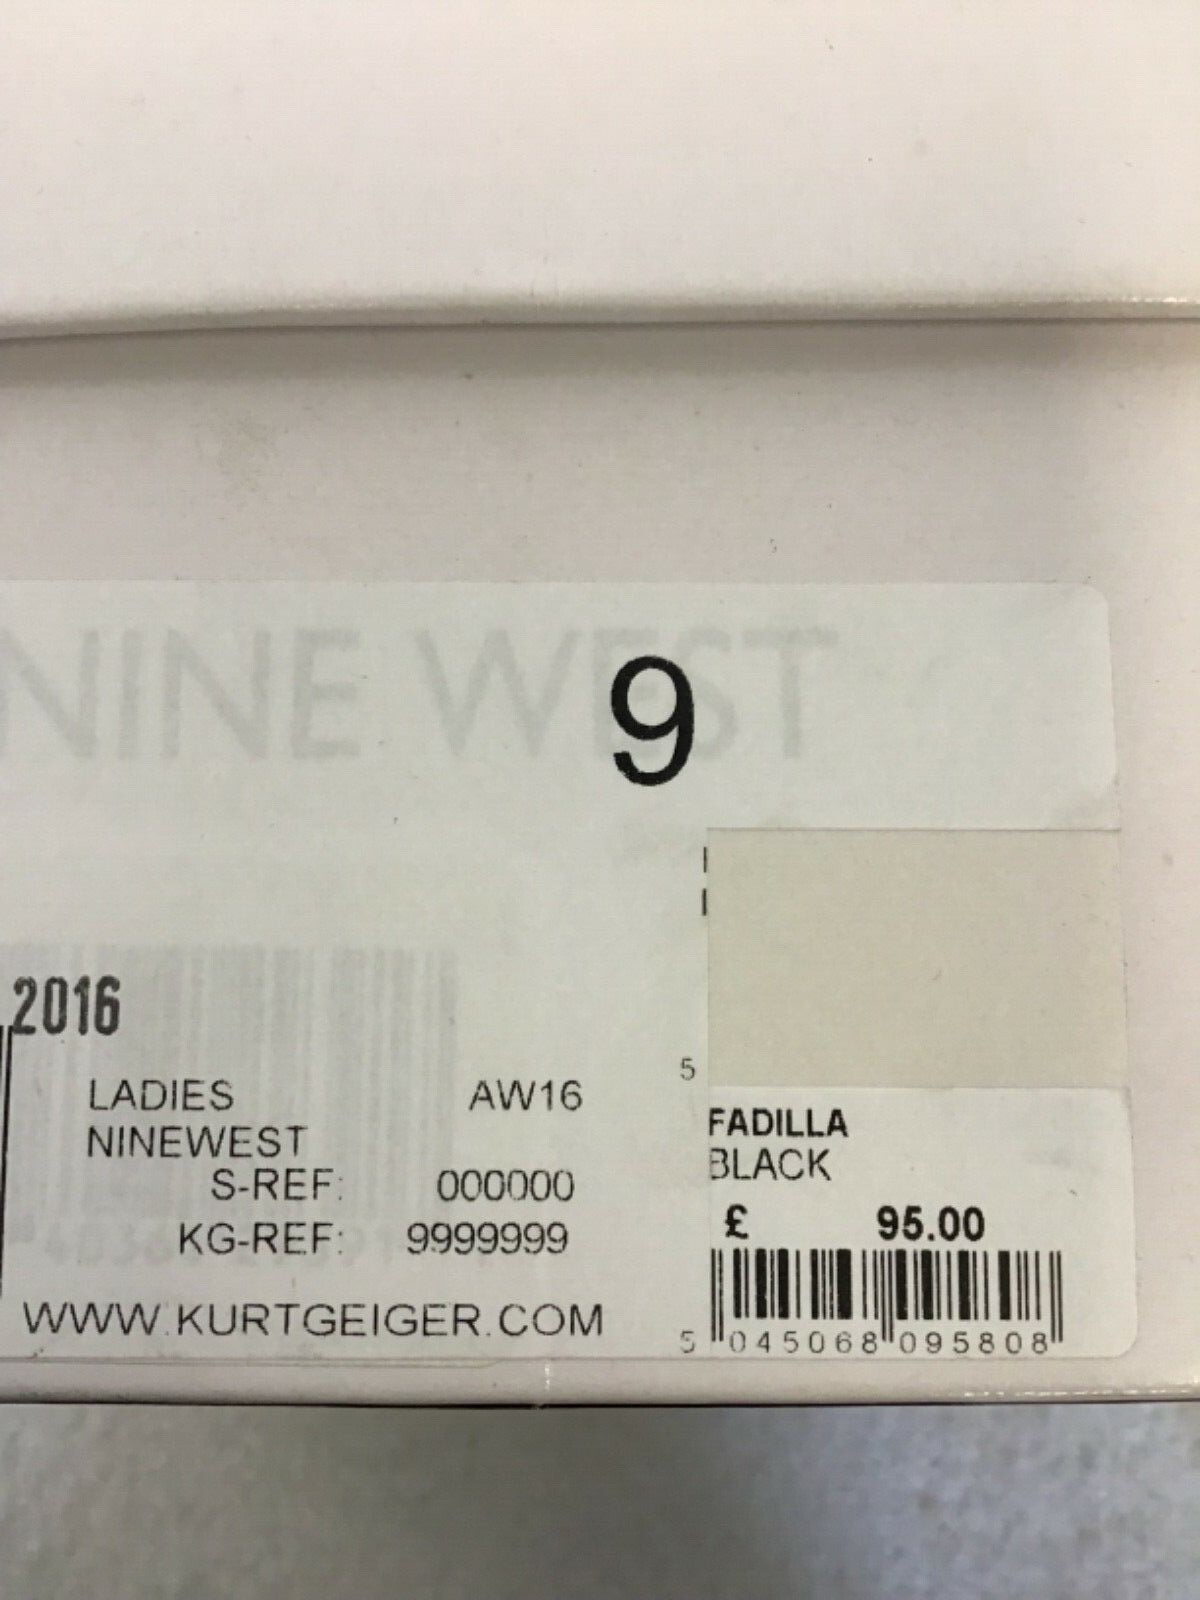 NINE WEST
9
2016
LADIES AW16
NINEWEST
S-REF: 000000
KG-REF: 9999999
WWW.KURTGEIGER.COM
5
FADILLA
BLACK
£ 95.00
5 045068 095808